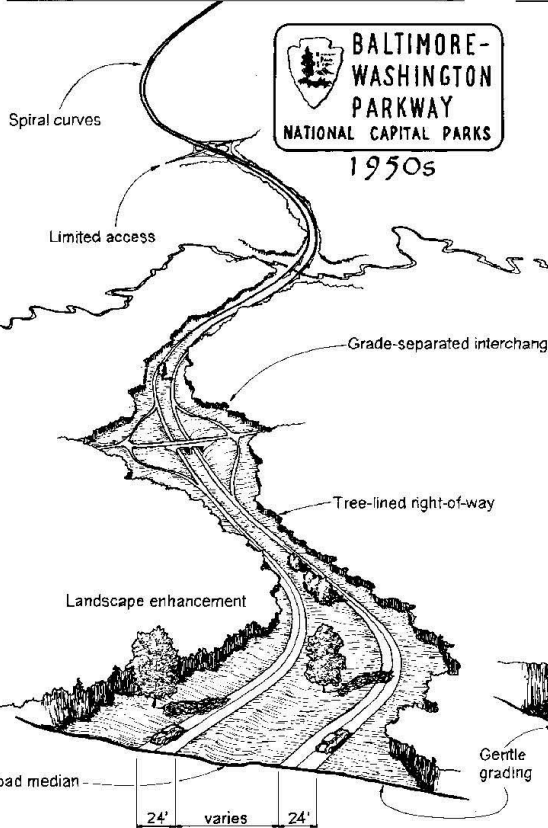 BALTIMORE-
WASHINGTON
PARKWAY
NATIONAL CAPITAL PARKS
1950s
Spiral curves
Limited access
Grade-separated interchang
Tree-lined right-of-way
Landscape enhancement
oad median
Gentle
grading
24' varies 24'